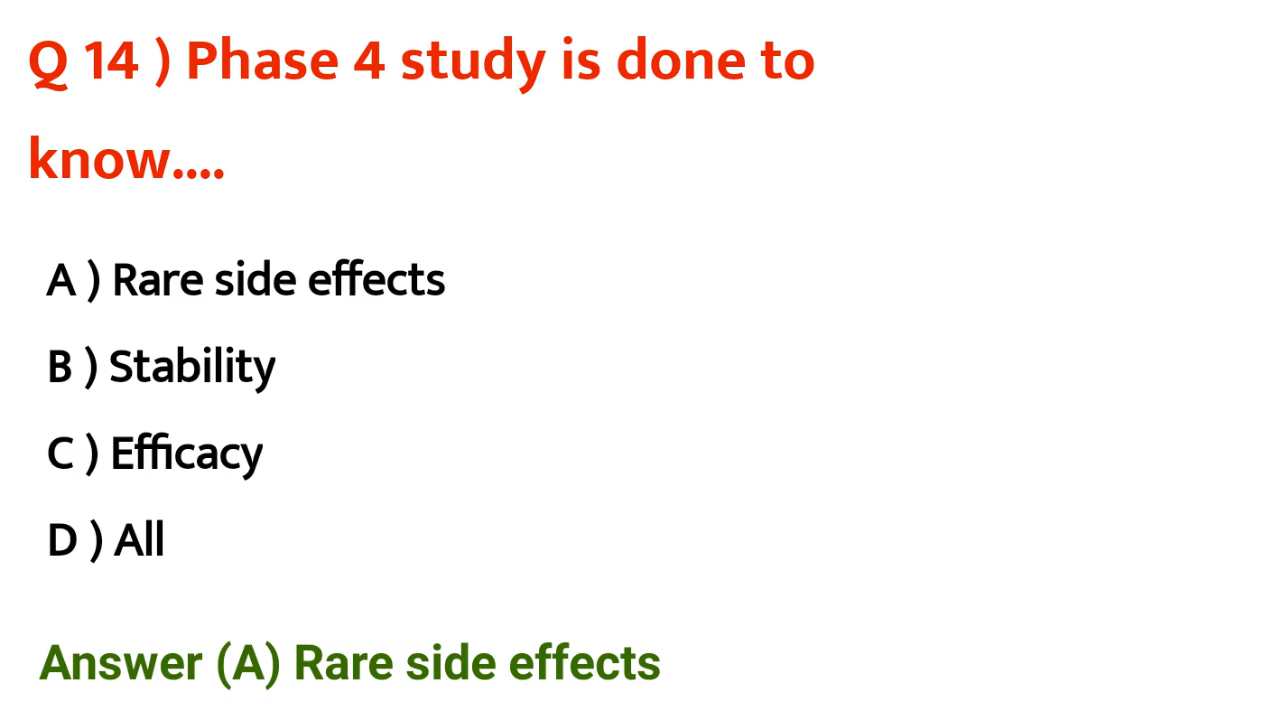 Q 14 ) Phase 4 study is done to
know....
A ) Rare side effects
B ) Stability
C ) Efficacy
D ) All
Answer (A) Rare side effects